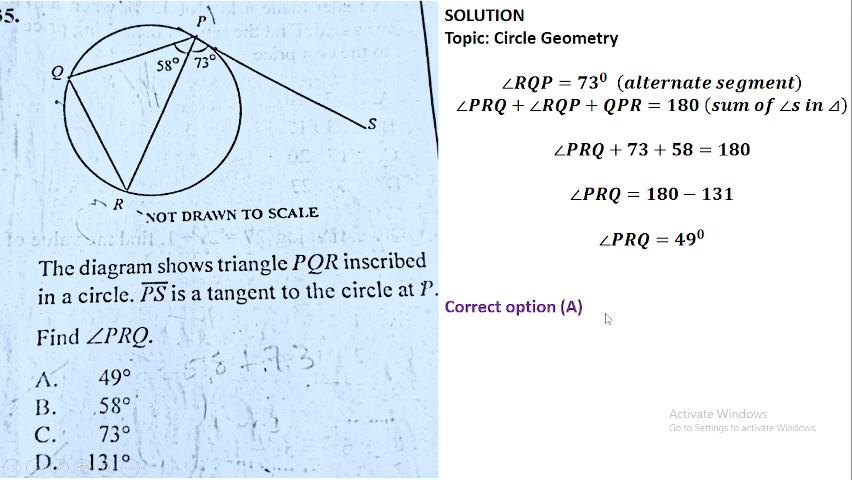 35.
P
58° 73°
Q
S
R
NOT DRAWN TO SCALE
The diagram shows triangle PQR inscribed
in a circle. PS is a tangent to the circle at P.
Find ∠PRQ.
58 + 73
A. 49°
B. 58°
C. 73°
D. 131°
SOLUTION
Topic: Circle Geometry
∠RQP = 73⁰ (alternate segment)
∠PRQ + ∠RQP + QPR = 180 (sum of ∠s in ⊿)
∠PRQ + 73 + 58 = 180
∠PRQ = 180 − 131
∠PRQ = 49⁰
Correct option (A)
Activate Windows
Go to Settings to activate Windows.